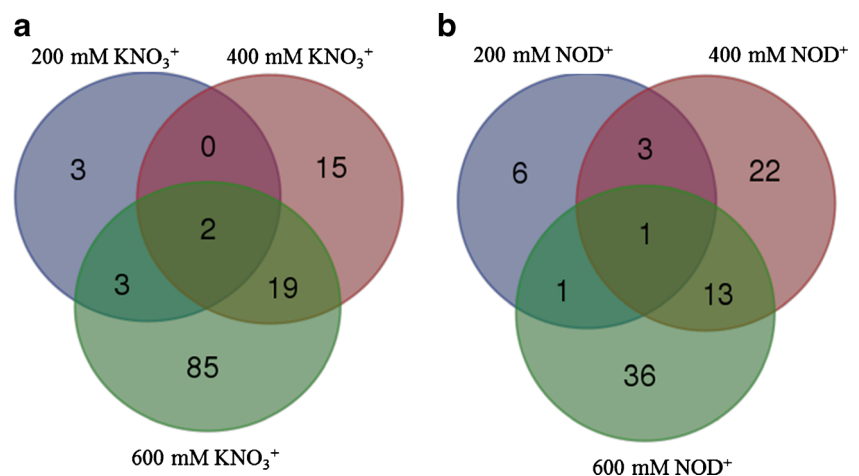 a
b
200 mM KNO₃⁺
400 mM KNO₃⁺
200 mM NOD⁺
400 mM NOD⁺
3
0
15
2
3
19
85
6
3
22
1
1
13
36
600 mM KNO₃⁺
600 mM NOD⁺